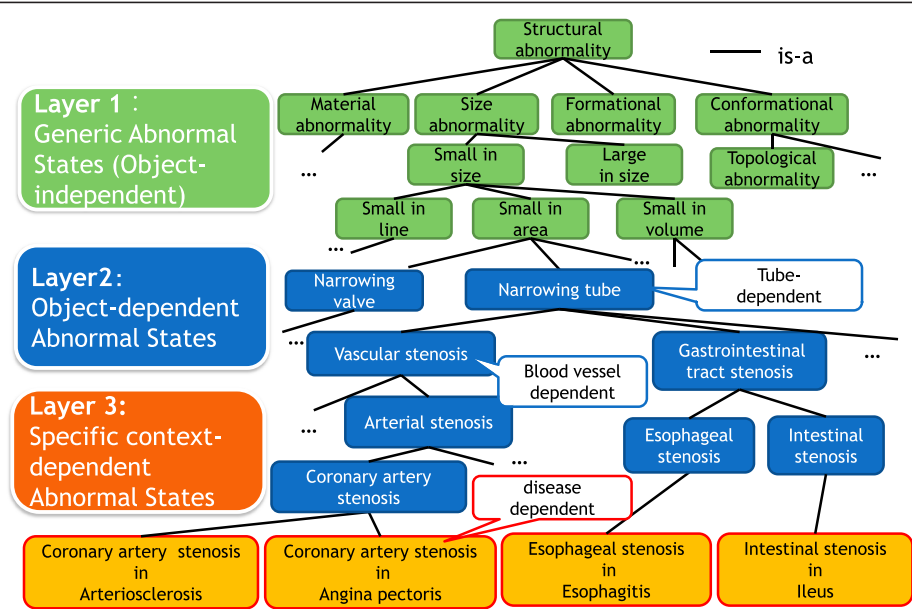 Structural
abnormality
is-a
Layer 1：
Generic Abnormal
States (Object-
independent)
Material
abnormality
Size
abnormality
Formational
abnormality
Conformational
abnormality
...
Small in
size
Large
in size
Topological
abnormality
...
Small in
line
Small in
area
Small in
volume
...
...
Layer2：
Object-dependent
Abnormal States
Narrowing
valve
Narrowing tube
Tube-
dependent
...
Vascular stenosis
Blood vessel
dependent
Gastrointestinal
tract stenosis
...
Layer 3:
Specific context-
dependent
Abnormal States
...
Arterial stenosis
Esophageal
stenosis
Intestinal
stenosis
Coronary artery
stenosis
...
disease
dependent
Coronary artery stenosis
in
Arteriosclerosis
Coronary artery stenosis
in
Angina pectoris
Esophageal stenosis
in
Esophagitis
Intestinal stenosis
in
Ileus